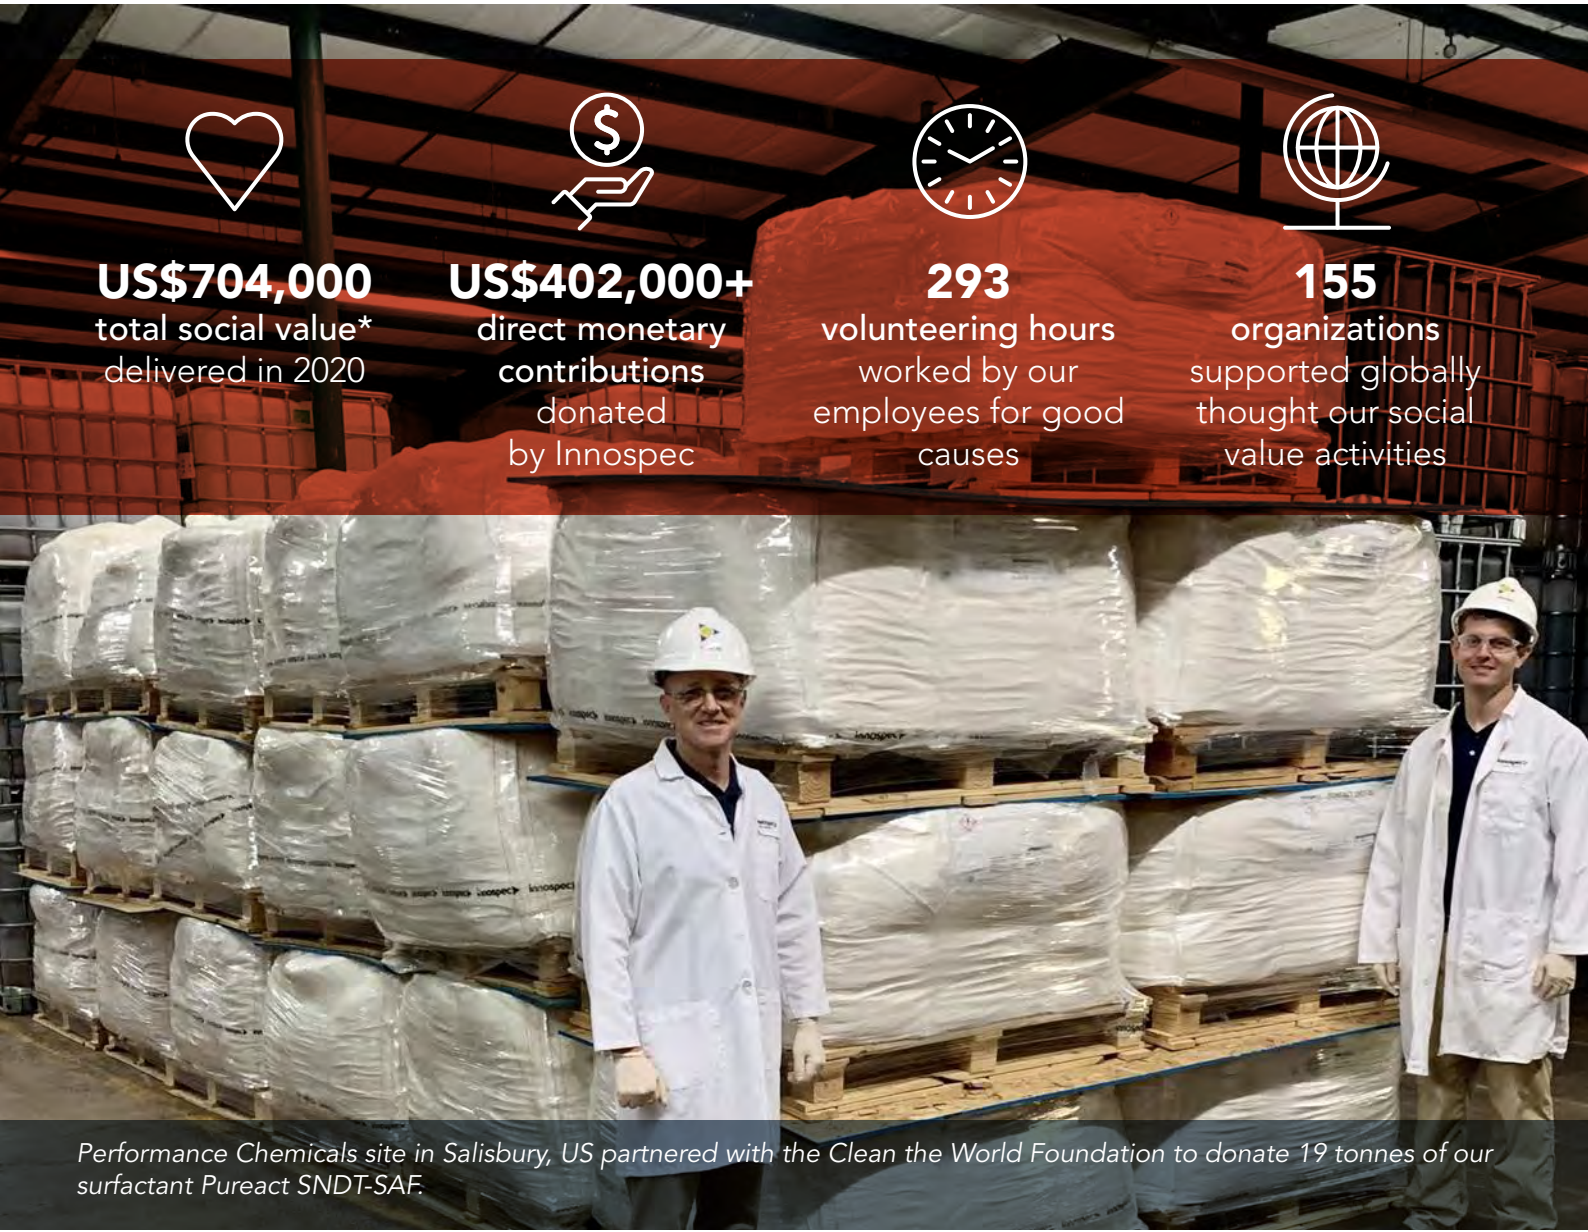 US$704,000
total social value*
delivered in 2020
US$402,000+
direct monetary
contributions
donated
by Innospec
293
volunteering hours
worked by our
employees for good
causes
155
organizations
supported globally
thought our social
value activities
innospec
innospec
Performance Chemicals site in Salisbury, US partnered with the Clean the World Foundation to donate 19 tonnes of our
surfactant Pureact SNDT-SAF.